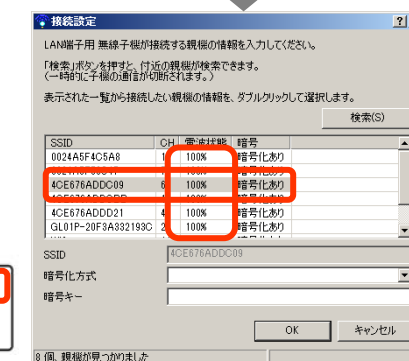 接続設定
LAN端子用 無線子機が接続する親機の情報を入力してください。
「検索」ボタンを押すと、付近の親機が検索できます。
(一時的に子機の通信が切断されます。)
表示された一覧から接続したい親機の情報を、ダブルクリックして選択します。
検索(S)
SSID CH 電波状態 暗号
0024A5F4C5A8 1 100% 暗号化あり
4CE676ADDC09 6 100% 暗号化あり
4CE676ADDD21 4 100% 暗号化あり
GL01P-20F3A332193C 2 100% 暗号化あり
SSID 4CE676ADDC09
暗号化方式
暗号キー
OK キャンセル
8 個、親機が見つかりました